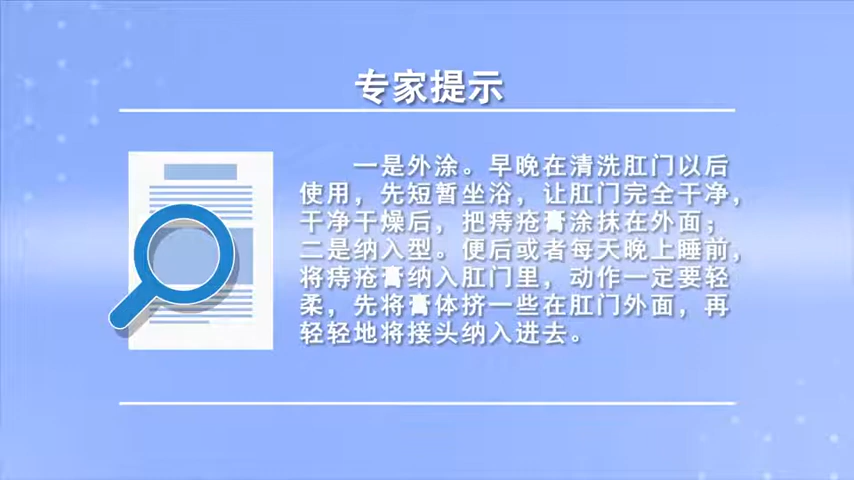 专家提示
一是外涂。早晚在清洗肛门以后
使用，先短暂坐浴，让肛门完全干净，
干净干燥后，把痔疮膏涂抹在外面；
二是纳入型。便后或者每天晚上睡前，
将痔疮膏纳入肛门里，动作一定要轻
柔，先将膏体挤一些在肛门外面，再
轻轻地将接头纳入进去。